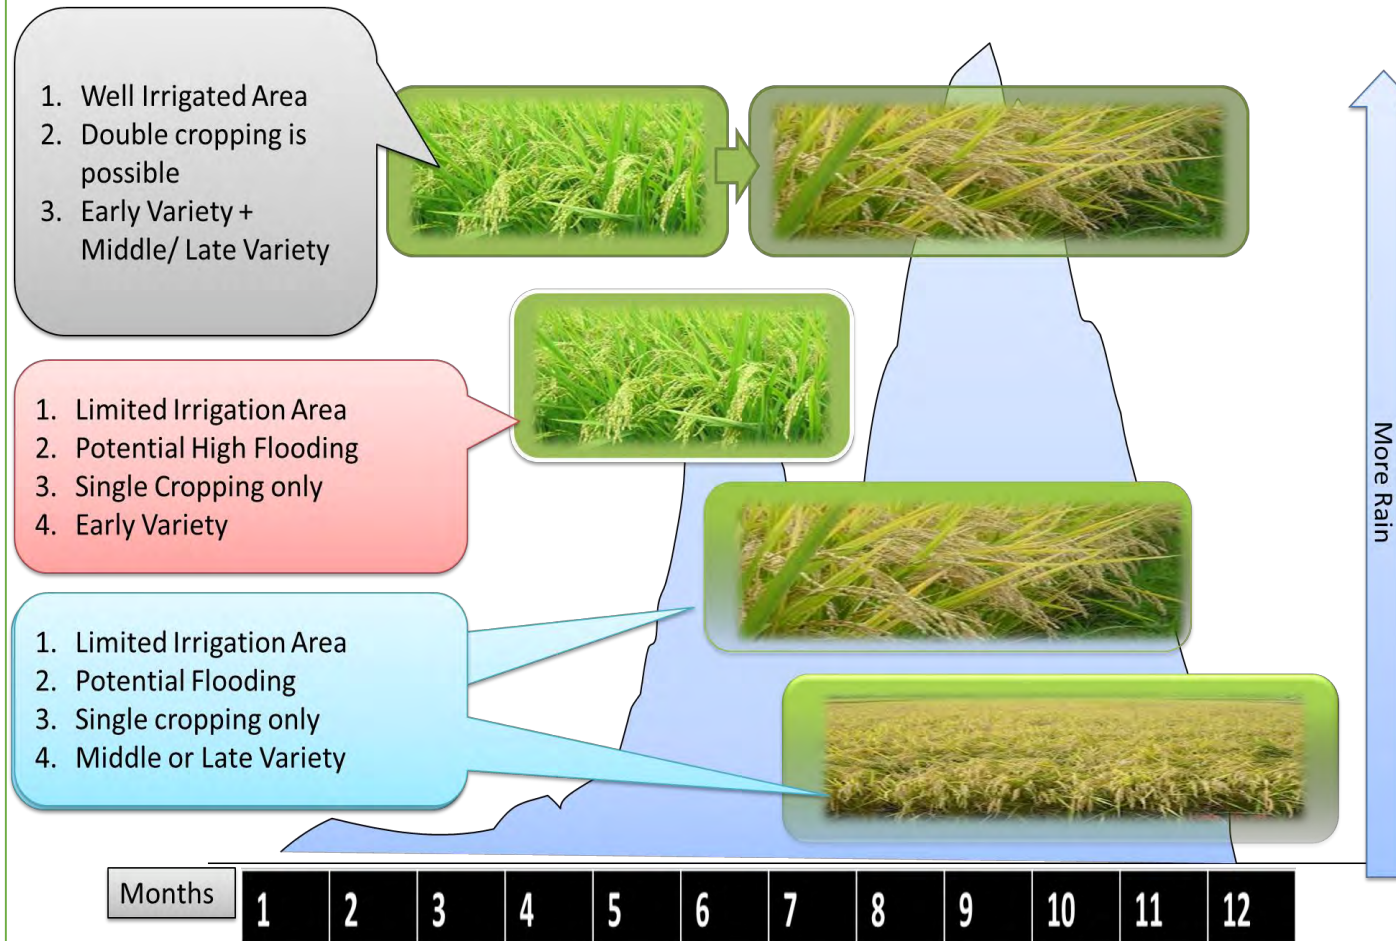 1. Well Irrigated Area
2. Double cropping is
possible
3. Early Variety +
Middle/ Late Variety
1. Limited Irrigation Area
2. Potential High Flooding
3. Single Cropping only
4. Early Variety
1. Limited Irrigation Area
2. Potential Flooding
3. Single cropping only
4. Middle or Late Variety
More Rain
Months
1 2 3 4 5 6 7 8 9 10 11 12